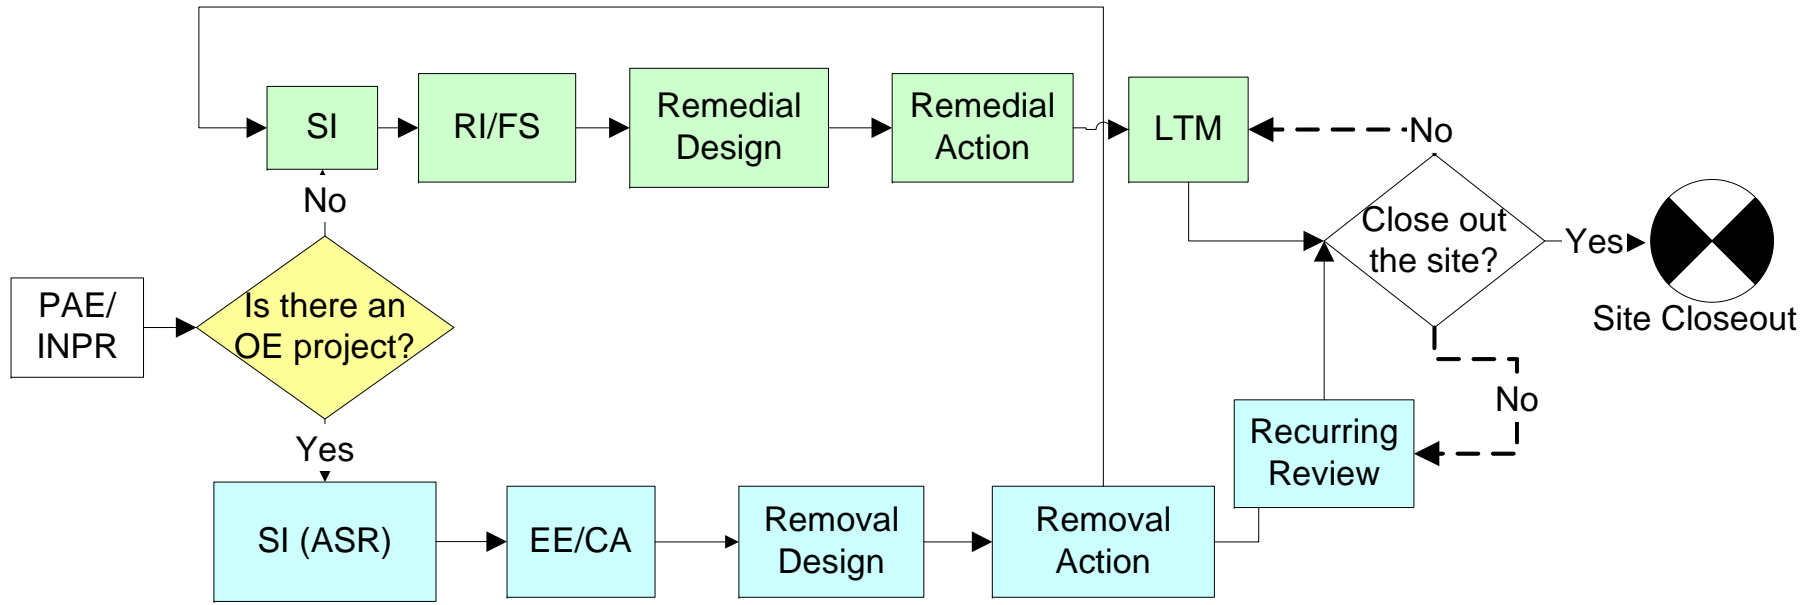 SI
RI/FS
Remedial
Design
Remedial
Action
LTM
No
No
Close out
the site?
Yes
Site Closeout
PAE/
INPR
Is there an
OE project?
Yes
No
Recurring
Review
SI (ASR)
EE/CA
Removal
Design
Removal
Action